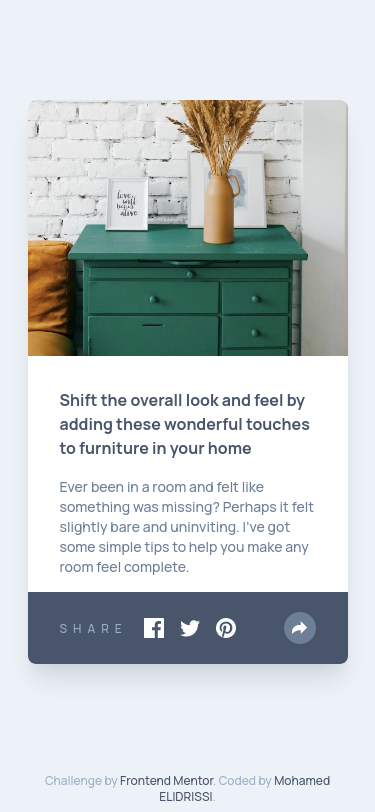 love
well
alive
Shift the overall look and feel by
adding these wonderful touches
to furniture in your home
Ever been in a room and felt like
something was missing? Perhaps it felt
slightly bare and uninviting. I've got
some simple tips to help you make any
room feel complete.
SHARE
Challenge by Frontend Mentor. Coded by Mohamed
ELIDRISSI.